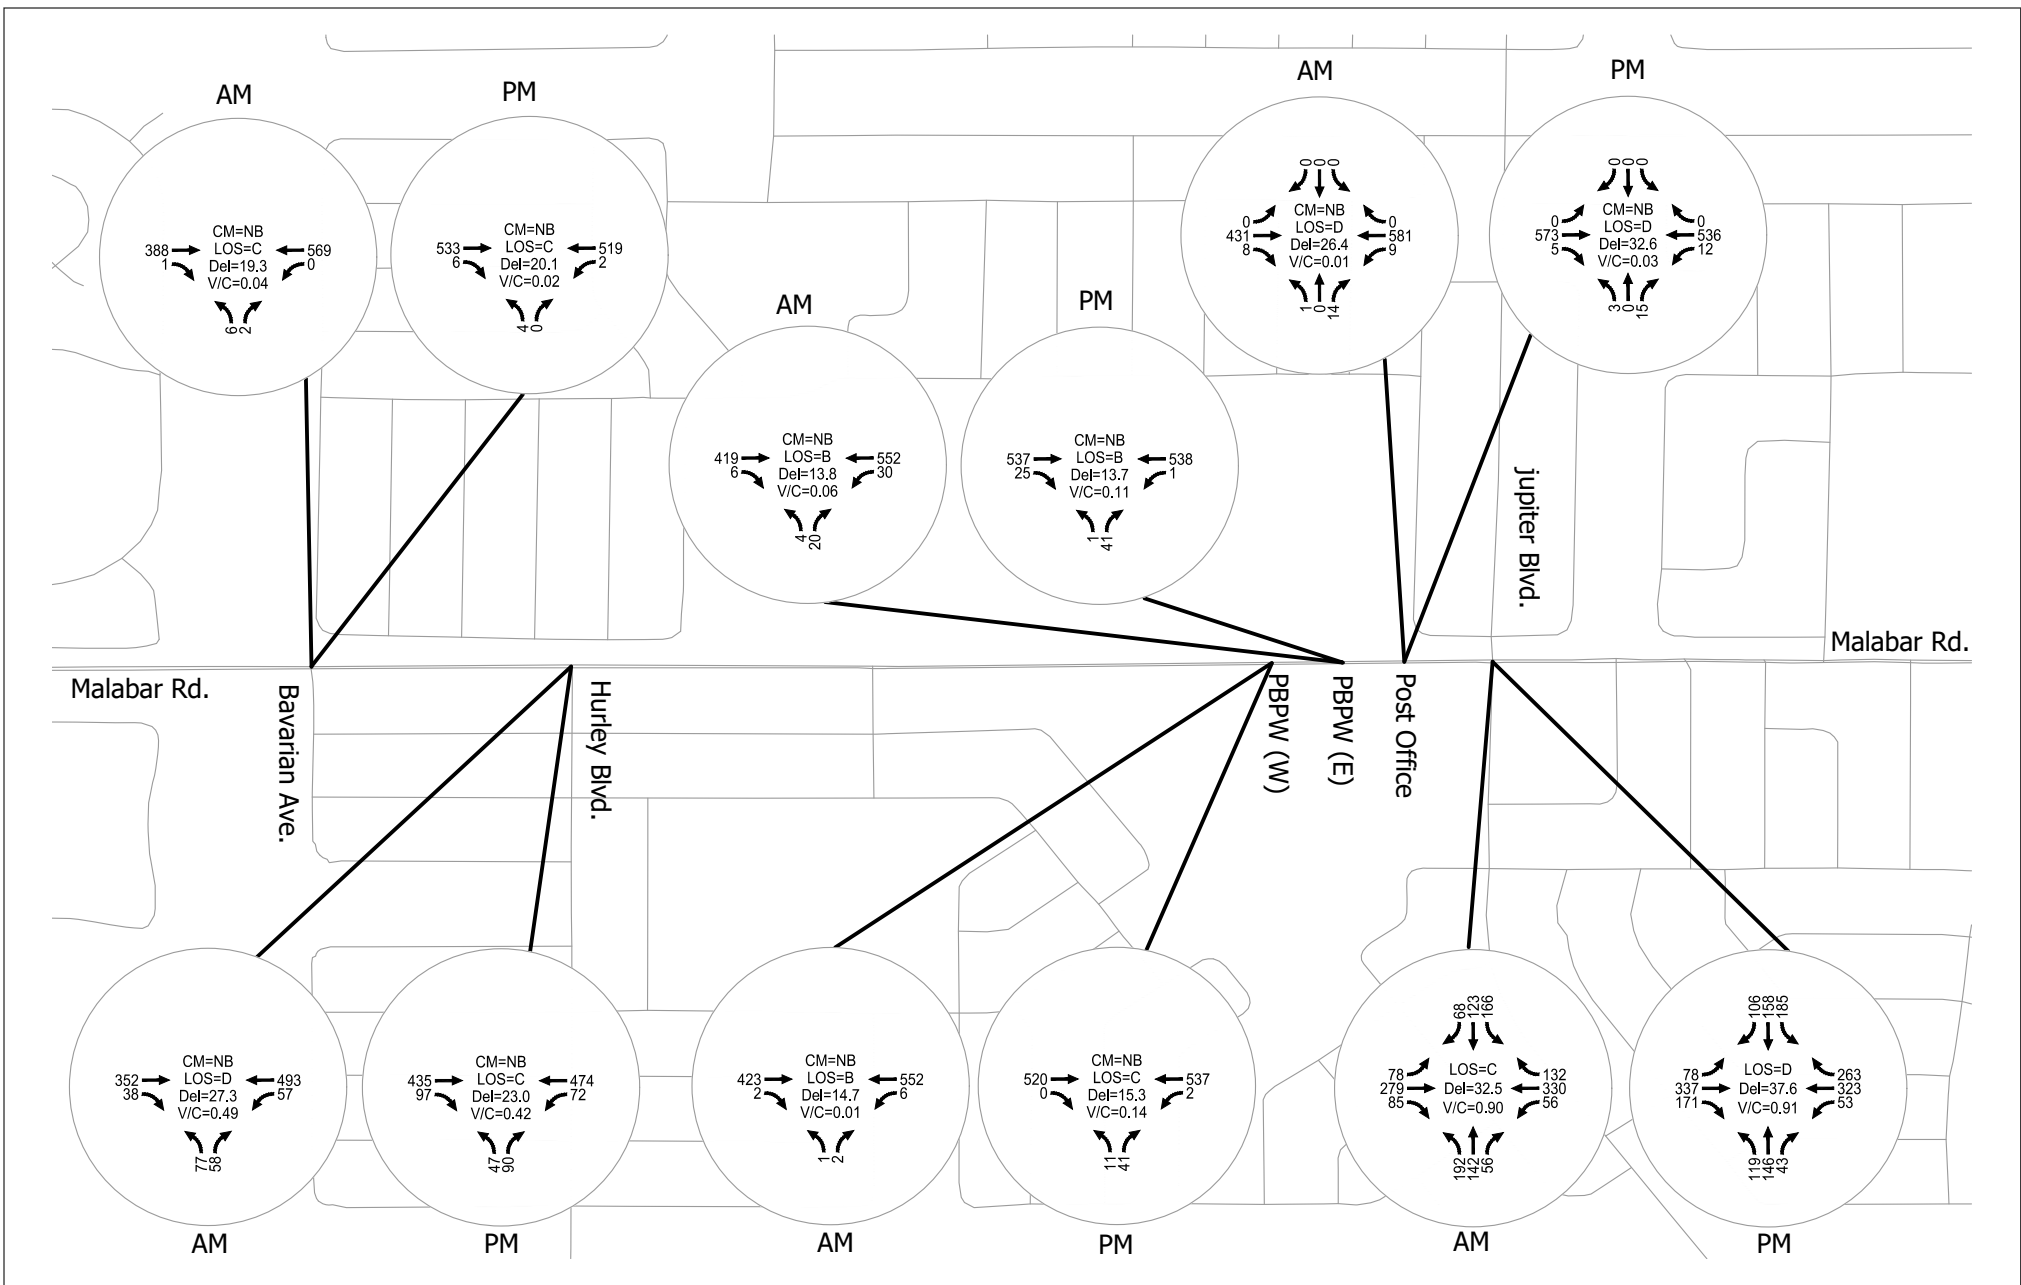 AM
PM
AM
PM
CM=NB
LOS=C
Del=19.3
V/C=0.04
388
1
569
0
6
2
CM=NB
LOS=C
Del=20.1
V/C=0.02
533
6
519
2
4
0
AM
PM
CM=NB
LOS=B
Del=13.8
V/C=0.06
419
6
552
30
4
20
CM=NB
LOS=B
Del=13.7
V/C=0.11
537
25
538
1
1
41
0
0
0
CM=NB
LOS=D
Del=26.4
V/C=0.01
0
431
8
0
581
9
1
0
14
0
0
0
CM=NB
LOS=D
Del=32.6
V/C=0.03
0
573
5
0
536
12
3
0
15
jupiter Blvd.
Malabar Rd.
Malabar Rd.
Bavarian Ave.
Hurley Blvd.
PBPW (W)
PBPW (E)
Post Office
CM=NB
LOS=D
Del=27.3
V/C=0.49
352
38
493
57
77
58
CM=NB
LOS=C
Del=23.0
V/C=0.42
435
97
474
72
47
90
CM=NB
LOS=B
Del=14.7
V/C=0.01
423
2
552
6
1
2
CM=NB
LOS=C
Del=15.3
V/C=0.14
520
0
537
2
11
41
68
123
166
LOS=C
Del=32.5
V/C=0.90
78
279
85
132
330
56
192
142
56
106
158
185
LOS=D
Del=37.6
V/C=0.91
78
337
171
263
323
53
119
146
43
AM
PM
AM
PM
AM
PM